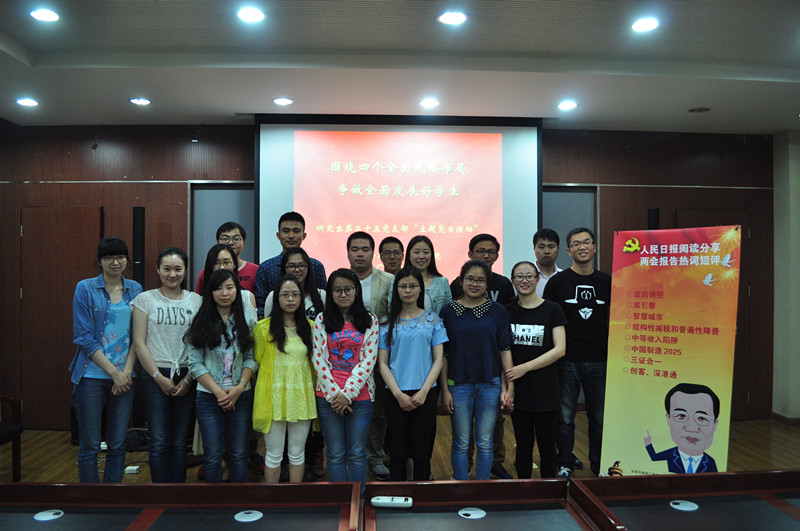 围绕四个全面战略布局
争做全面发展好学生
研究生第二十五党支部“主题党日活动”
人民日报阅读分享
两会报告热词短评
定向调控
双引擎
智慧城市
结构性减税和普遍性降费
中等收入陷阱
中国制造 2025
三证合一
创客、深港通
DAYS
CHANEL